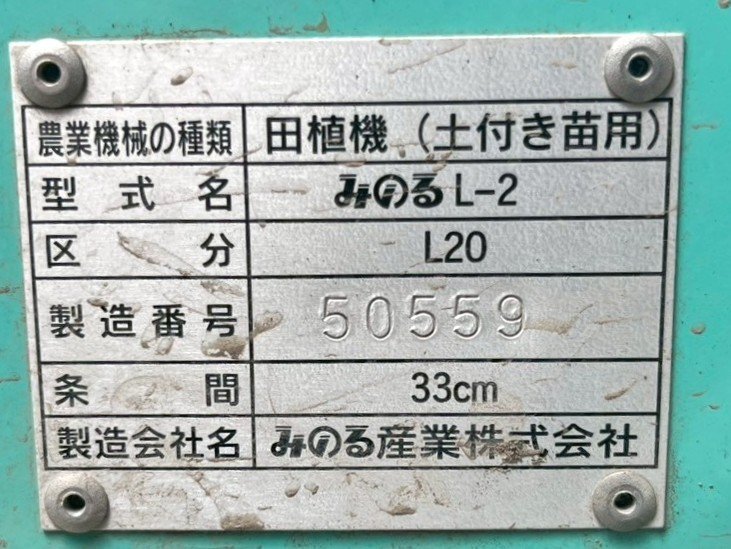 農業機械の種類 田植機（土付き苗用）
型式名 みのるL-2
区分 L20
製造番号 50559
条間 33cm
製造会社名 みのる産業株式会社